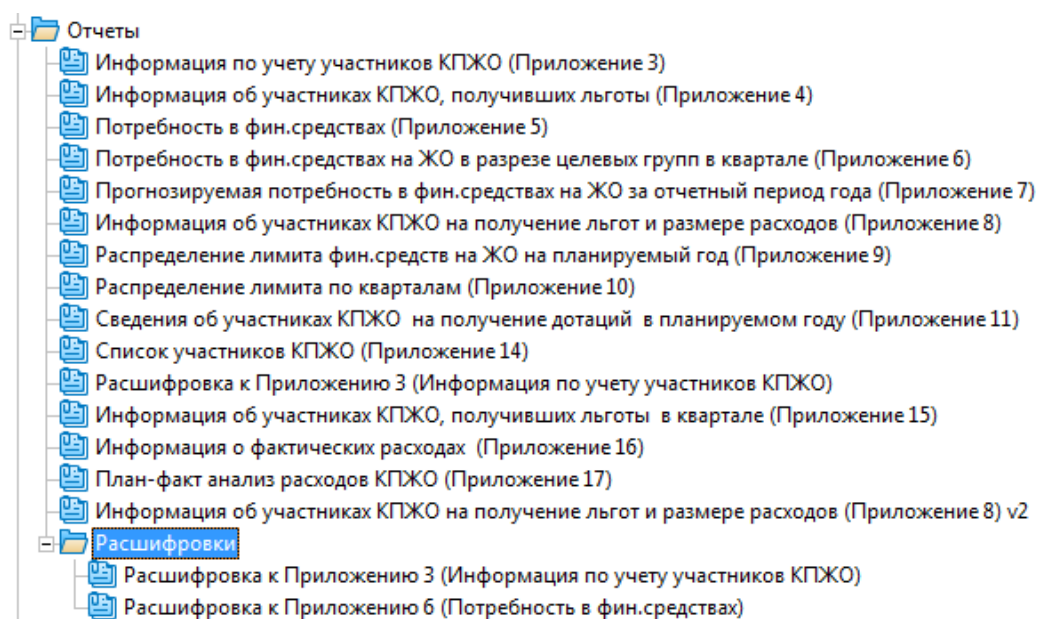 Отчеты
Информация по учету участников КПЖО (Приложение 3)
Информация об участниках КПЖО, получивших льготы (Приложение 4)
Потребность в фин.средствах (Приложение 5)
Потребность в фин.средствах на ЖО в разрезе целевых групп в квартале (Приложение 6)
Прогнозируемая потребность в фин.средствах на ЖО за отчетный период года (Приложение 7)
Информация об участниках КПЖО на получение льгот и размере расходов (Приложение 8)
Распределение лимита фин.средств на ЖО на планируемый год (Приложение 9)
Распределение лимита по кварталам (Приложение 10)
Сведения об участниках КПЖО на получение дотаций в планируемом году (Приложение 11)
Список участников КПЖО (Приложение 14)
Расшифровка к Приложению 3 (Информация по учету участников КПЖО)
Информация об участниках КПЖО, получивших льготы в квартале (Приложение 15)
Информация о фактических расходах (Приложение 16)
План-факт анализ расходов КПЖО (Приложение 17)
Информация об участниках КПЖО на получение льгот и размере расходов (Приложение 8) v2
Расшифровки
Расшифровка к Приложению 3 (Информация по учету участников КПЖО)
Расшифровка к Приложению 6 (Потребность в фин.средствах)